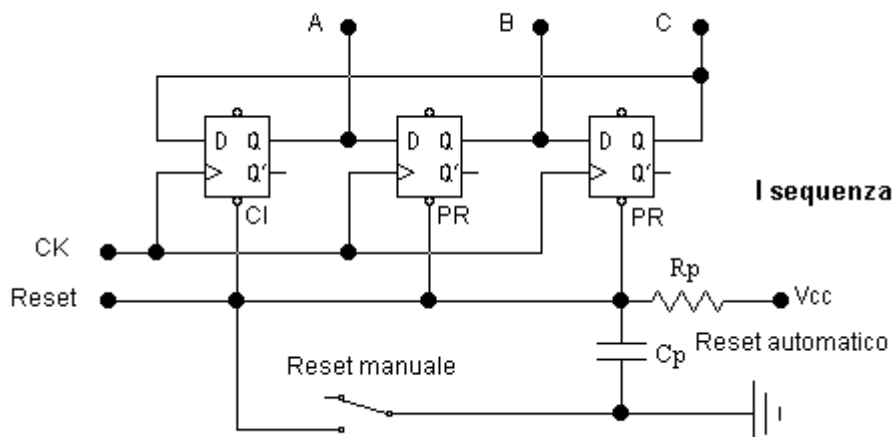 A B C
D Q D Q D Q
Q' Q' Q'
I sequenza
CI PR PR
CK
Rp
Reset Vcc
Cp Reset automatico
Reset manuale